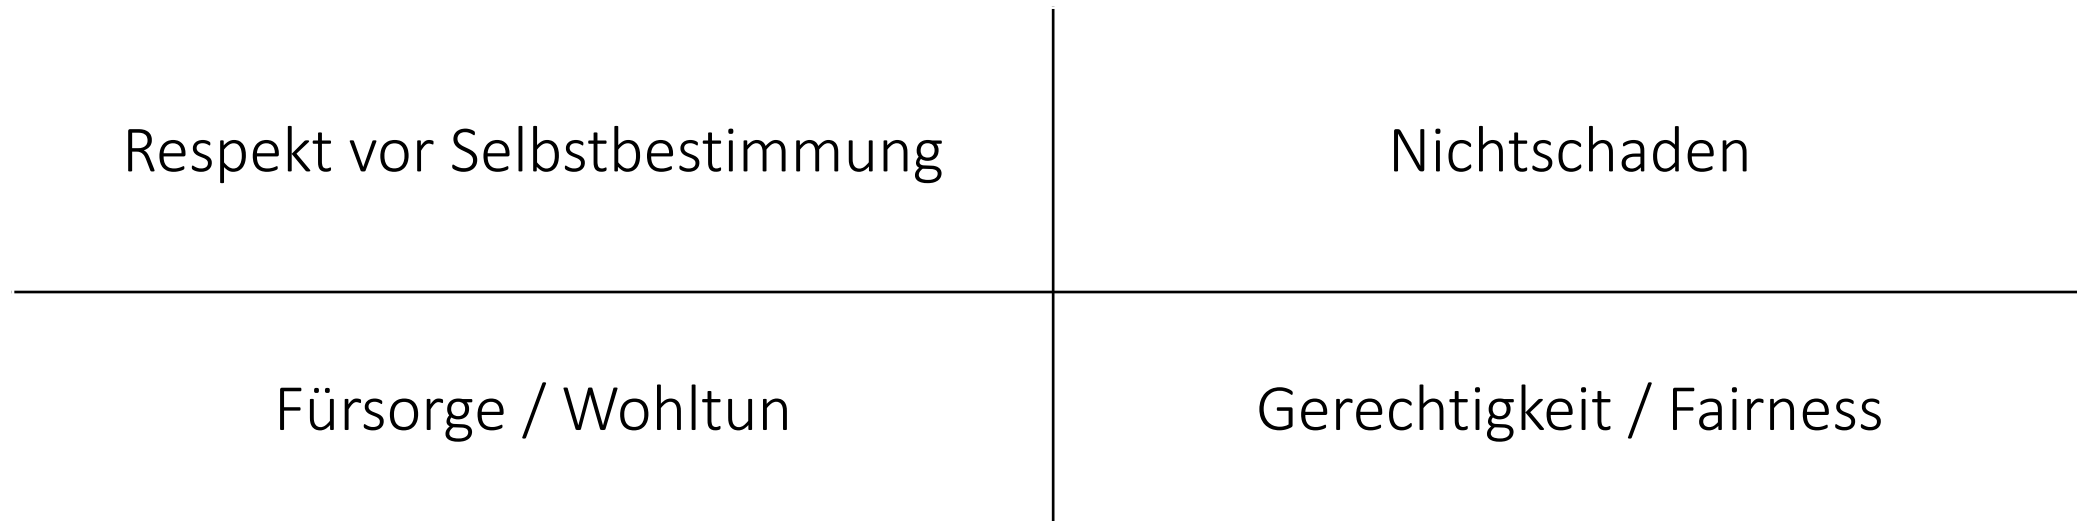 Respekt vor Selbstbestimmung
Nichtschaden
Fürsorge / Wohltun
Gerechtigkeit / Fairness